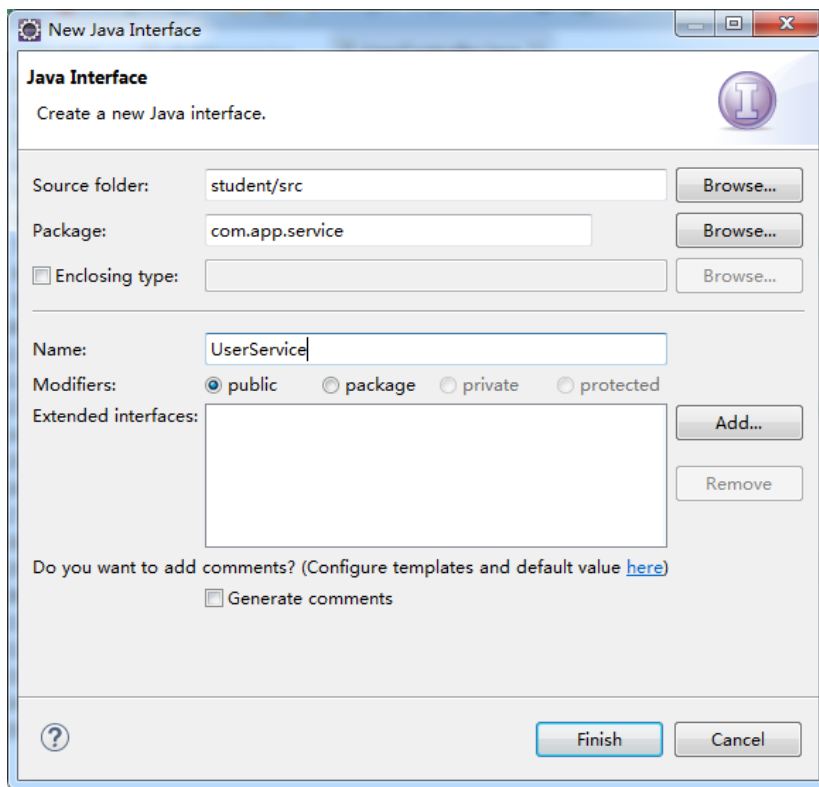 New Java Interface
Java Interface
Create a new Java interface.
Source folder: student/src Browse...
Package: com.app.service Browse...
Enclosing type: Browse...
Name: UserService
Modifiers: public package private protected
Extended interfaces: Add...
Remove
Do you want to add comments? (Configure templates and default value here)
Generate comments
Finish Cancel